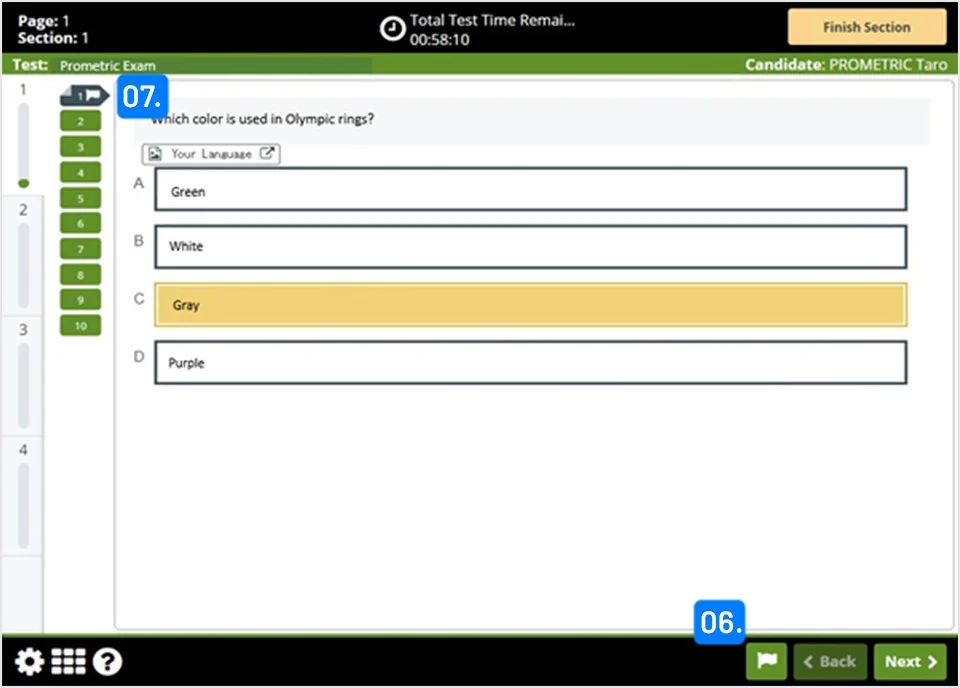 Page: 1
Section: 1
Total Test Time Remai...
00:58:10
Finish Section
Test: Prometric Exam
Candidate: PROMETRIC Taro
1
2
3
4
1
2
3
4
5
6
7
8
9
10
07.
Which color is used in Olympic rings?
Your Language
A
Green
B
White
C
Gray
D
Purple
06.
Back
Next